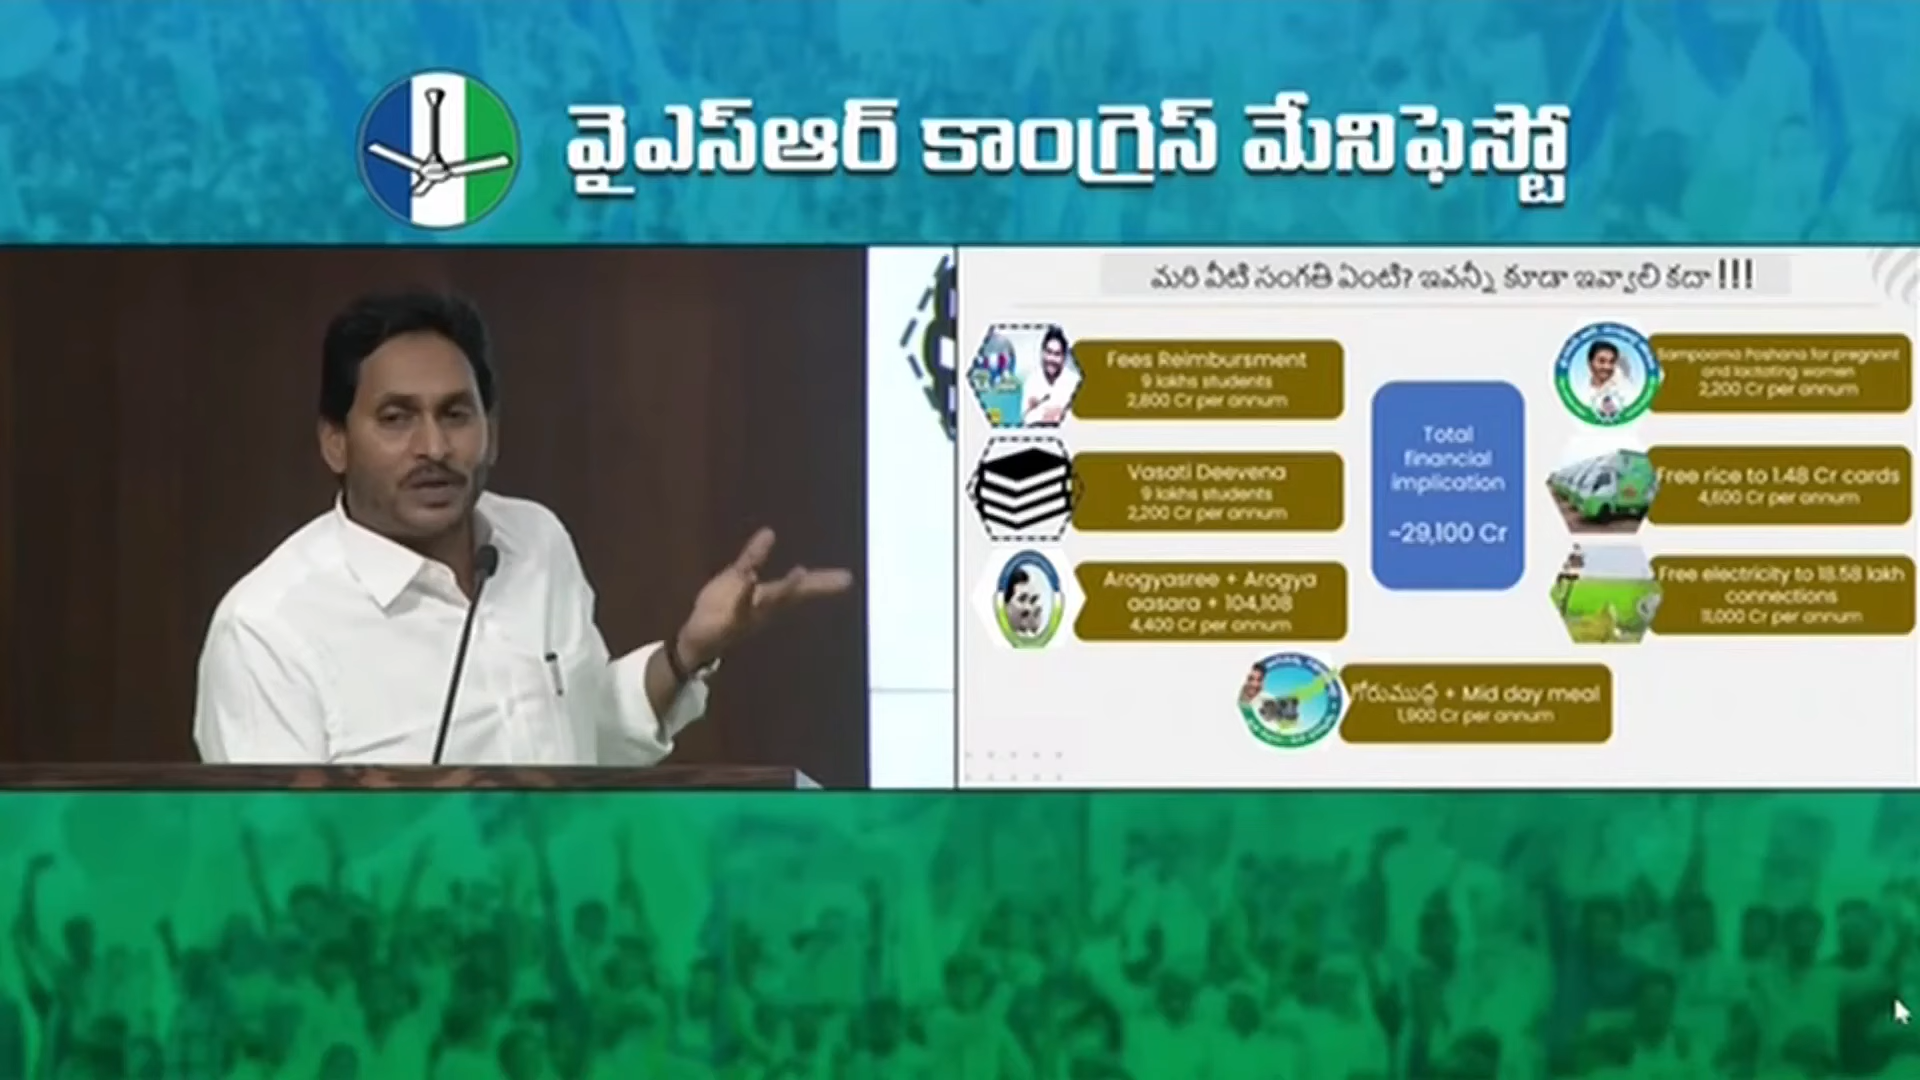 వైఎస్ఆర్ కాంగ్రెస్ మేనిఫెస్టో
మరి వీటి సంగతి ఏంటి? ఇవన్నీ కూడా ఇవ్వాలి కదా !!!
Fees Reimbursment
9 lakhs students
2,800 Cr per annum
Vasati Deevena
9 lakhs students
2,200 Cr per annum
Arogyasree + Arogya
aasara + 104,108
4,400 Cr per annum
Total
financial
implication
~29,100 Cr
Sampoorna Poshana for pregnant
and lactating women
2,200 Cr per annum
Free rice to 1.48 Cr cards
4,600 Cr per annum
Free electricity to 18.58 lakh
connections
11,000 Cr per annum
గోరుముద్ద + Mid day meal
1,900 Cr per annum